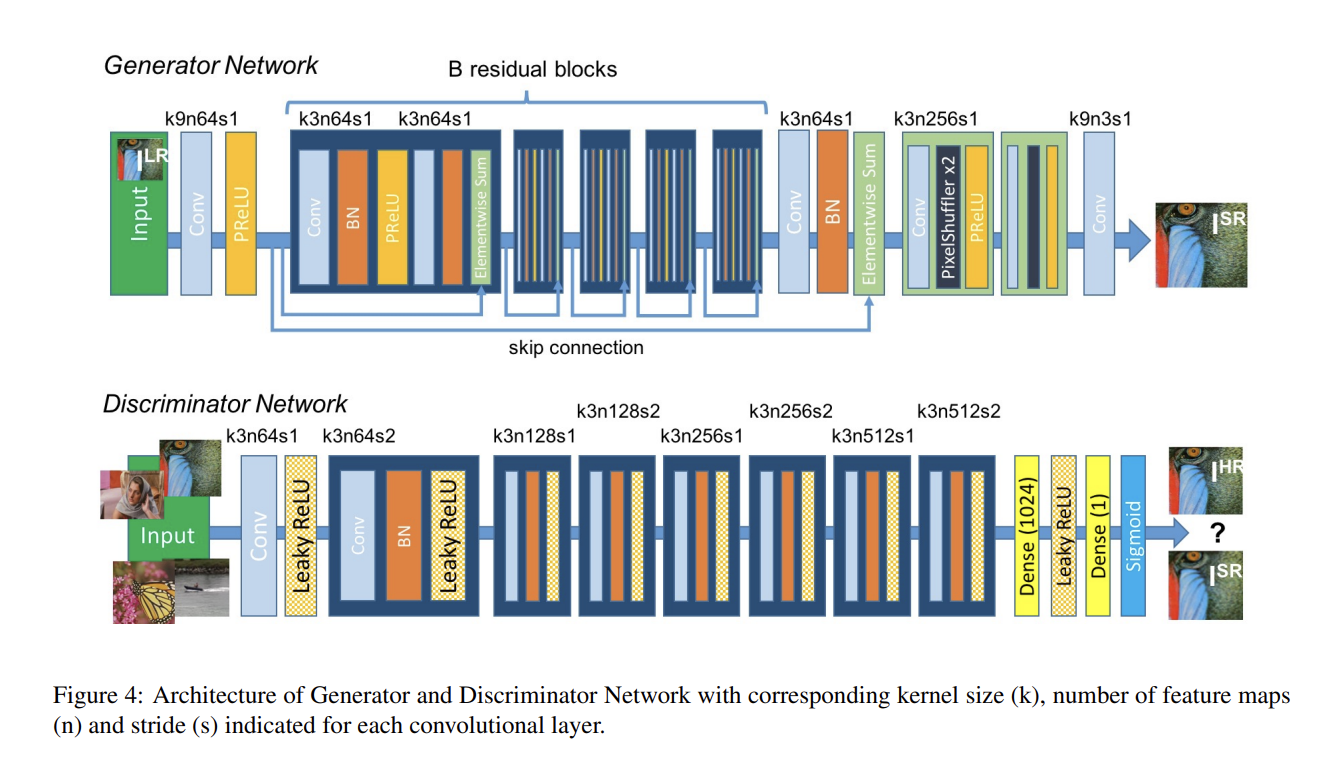 Generator Network
B residual blocks
k9n64s1
k3n64s1
k3n64s1
k3n64s1
k3n256s1
k9n3s1
Input
I^LR
Conv
PReLU
Conv
BN
PReLU
Elementwise Sum
Conv
BN
Elementwise Sum
Conv
PixelShuffler x2
PReLU
Conv
I^SR
skip connection
Discriminator Network
k3n64s1
k3n64s2
k3n128s1
k3n128s2
k3n256s1
k3n256s2
k3n512s1
k3n512s2
Input
Conv
Leaky ReLU
Conv
BN
Leaky ReLU
Dense (1024)
Leaky ReLU
Dense (1)
Sigmoid
I^HR
?
I^SR
Figure 4: Architecture of Generator and Discriminator Network with corresponding kernel size (k), number of feature maps
(n) and stride (s) indicated for each convolutional layer.